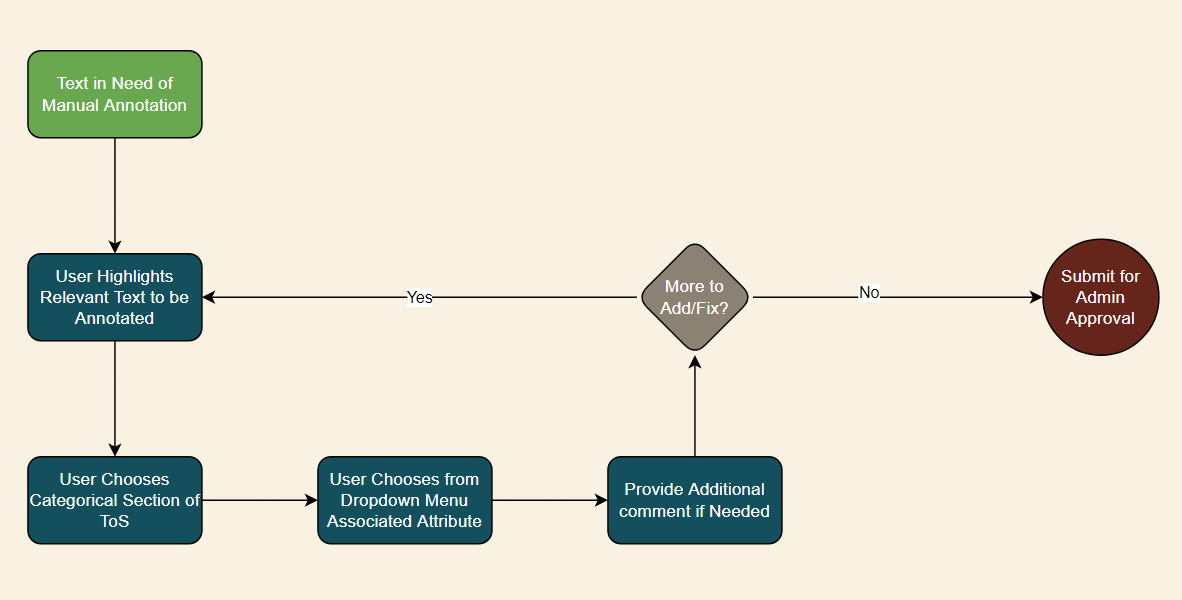 Text in Need of
Manual Annotation
User Highlights
Relevant Text to be
Annotated
Yes
More to
Add/Fix?
No
Submit for
Admin
Approval
User Chooses
Categorical Section of
ToS
User Chooses from
Dropdown Menu
Associated Attribute
Provide Additional
comment if Needed